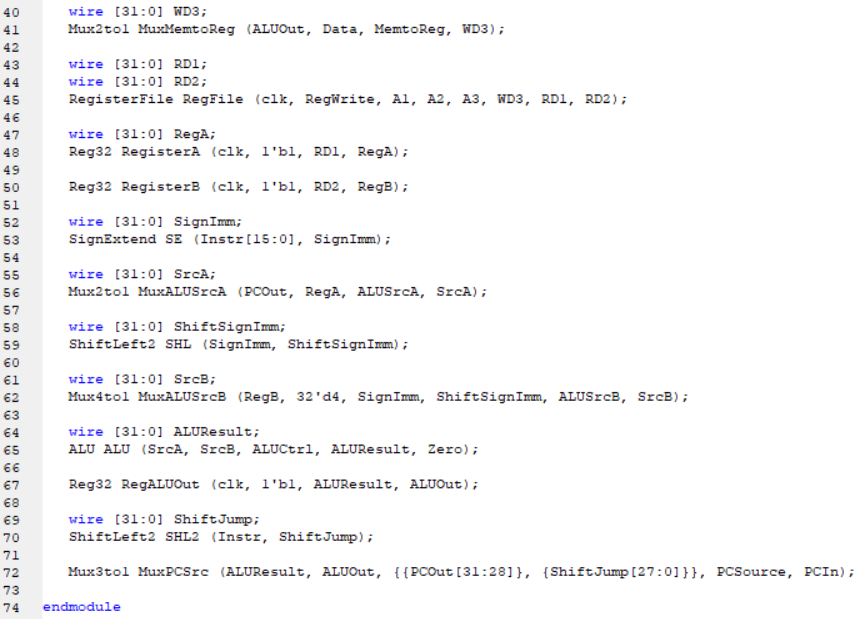 40 wire [31:0] WD3;
41 Mux2to1 MuxMemtoReg (ALUOut, Data, MemtoReg, WD3);
42
43 wire [31:0] RD1;
44 wire [31:0] RD2;
45 RegisterFile RegFile (clk, RegWrite, A1, A2, A3, WD3, RD1, RD2);
46
47 wire [31:0] RegA;
48 Reg32 RegisterA (clk, 1'b1, RD1, RegA);
49
50 Reg32 RegisterB (clk, 1'b1, RD2, RegB);
51
52 wire [31:0] SignImm;
53 SignExtend SE (Instr[15:0], SignImm);
54
55 wire [31:0] SrcA;
56 Mux2to1 MuxALUSrcA (PCOut, RegA, ALUSrcA, SrcA);
57
58 wire [31:0] ShiftSignImm;
59 ShiftLeft2 SHL (SignImm, ShiftSignImm);
60
61 wire [31:0] SrcB;
62 Mux4to1 MuxALUSrcB (RegB, 32'd4, SignImm, ShiftSignImm, ALUSrcB, SrcB);
63
64 wire [31:0] ALUResult;
65 ALU ALU (SrcA, SrcB, ALUCtrl, ALUResult, Zero);
66
67 Reg32 RegALUOut (clk, 1'b1, ALUResult, ALUOut);
68
69 wire [31:0] ShiftJump;
70 ShiftLeft2 SHL2 (Instr, ShiftJump);
71
72 Mux3to1 MuxPCSrc (ALUResult, ALUOut, {{PCOut[31:28]}, {ShiftJump[27:0]}}, PCSource, PCIn);
73
74 endmodule